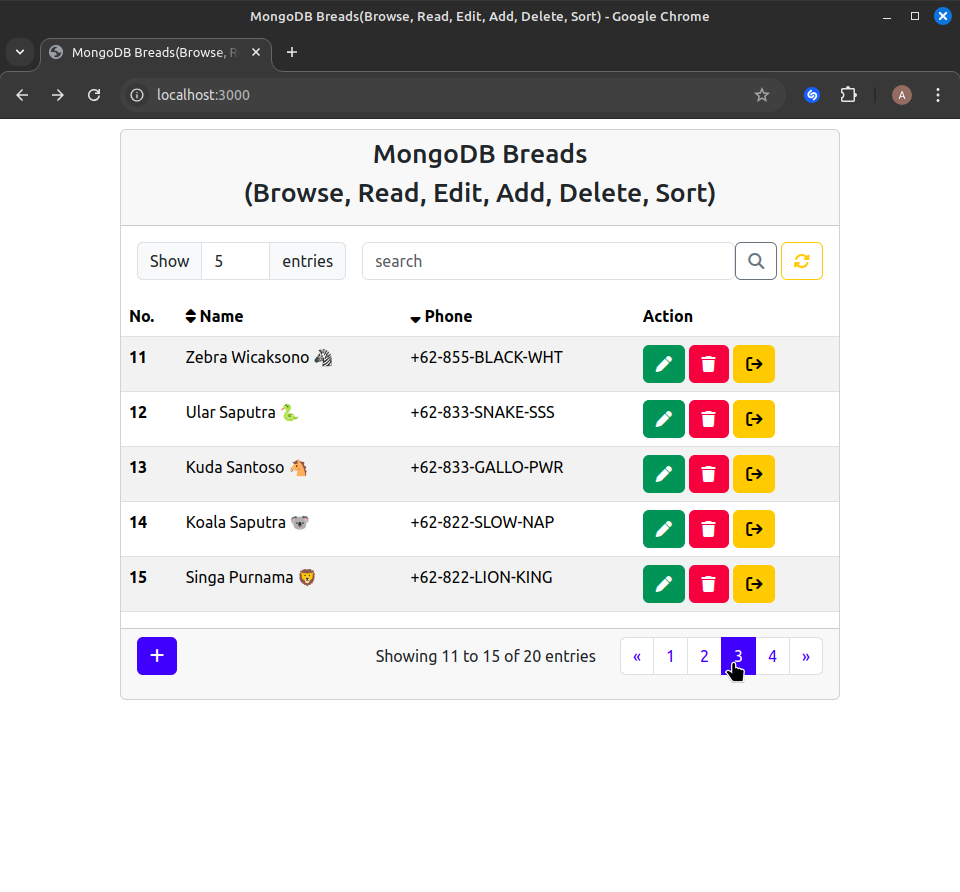 MongoDB Breads(Browse, Read, Edit, Add, Delete, Sort) - Google Chrome
MongoDB Breads(Browse, R
localhost:3000
A
MongoDB Breads
(Browse, Read, Edit, Add, Delete, Sort)
Show 5 entries search
No. Name Phone Action
11 Zebra Wicaksono 🦓 +62-855-BLACK-WHT
12 Ular Saputra 🐍 +62-833-SNAKE-SSS
13 Kuda Santoso 🐴 +62-833-GALLO-PWR
14 Koala Saputra 🐨 +62-822-SLOW-NAP
15 Singa Purnama 🦁 +62-822-LION-KING
+ Showing 11 to 15 of 20 entries « 1 2 3 4 »